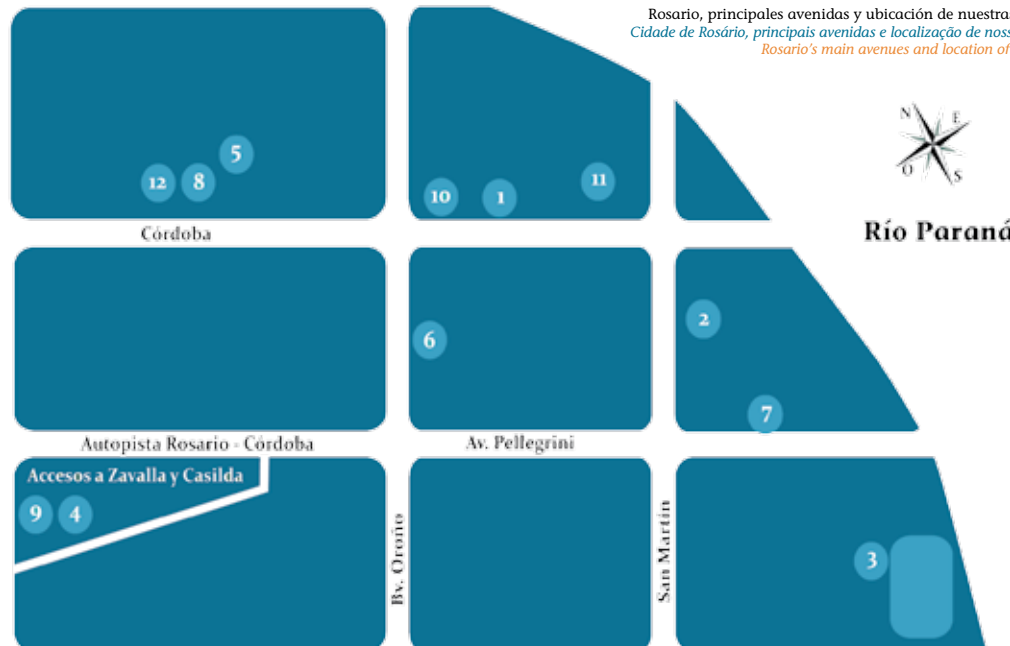 Rosario, principales avenidas y ubicación de nuestra
Cidade de Rosário, principais avenidas e localização de noss
Rosario's main avenues and location of
N
E
O
S
Río Paraná
5
12
8
10
1
11
Córdoba
2
6
7
Autopista Rosario - Córdoba
Av. Pellegrini
Accesos a Zavalla y Casilda
9
4
Bv. Oroño
San Martín
3